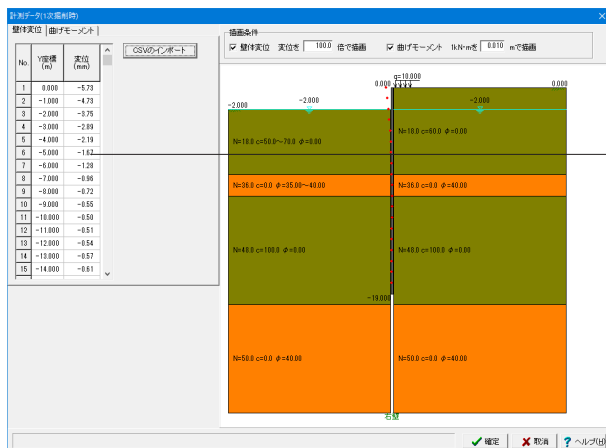 計測データ(1次掘削時)
壁体変位 曲げモーメント
CSVのインポート
No. Y座標(m) 変位(mm)
1 0.000 -5.73
2 -1.000 -4.73
3 -2.000 -3.75
4 -3.000 -2.89
5 -4.000 -2.19
6 -5.000 -1.67
7 -6.000 -1.28
8 -7.000 -0.96
9 -8.000 -0.72
10 -9.000 -0.55
11 -10.000 -0.50
12 -11.000 -0.51
13 -12.000 -0.54
14 -13.000 -0.57
15 -14.000 -0.61
描画条件
壁体変位 変位を 100.0 倍で描画 曲げモーメント 1kN・mを 0.010 mで描画
q=10.000
0.000 0.000
-2.000 -2.000 -2.000
N=18.0 c=60.0 φ=0.00
N=18.0 c=50.0〜70.0 φ=0.00
N=36.0 c=0.0 φ=35.00〜40.00 N=36.0 c=0.0 φ=40.00
N=48.0 c=100.0 φ=0.00 N=48.0 c=100.0 φ=0.00
-19.000
N=50.0 c=0.0 φ=40.00 N=50.0 c=0.0 φ=40.00
右壁
確定 取消 ? ヘルプ(H)